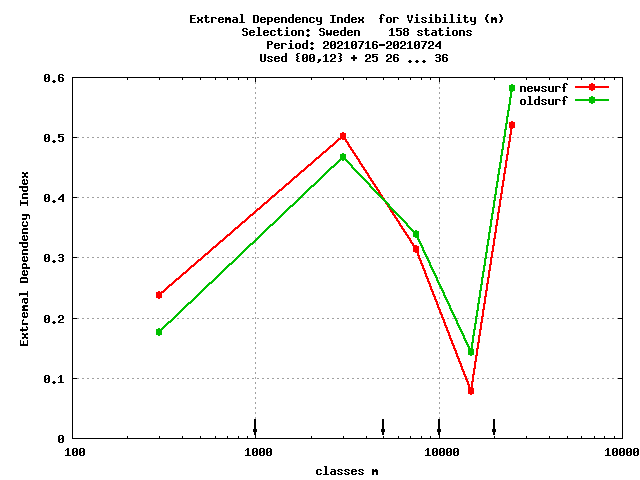 Extremal Dependency Index  for Visibility (m)
Selection: Sweden    158 stations
Period: 20210716-20210724
Used {00,12} + 25 26 ... 36
newsurf
oldsurf
0.6
0.5
0.4
0.3
0.2
0.1
0
Extremal Dependency Index
100 1000 10000 100000
classes m